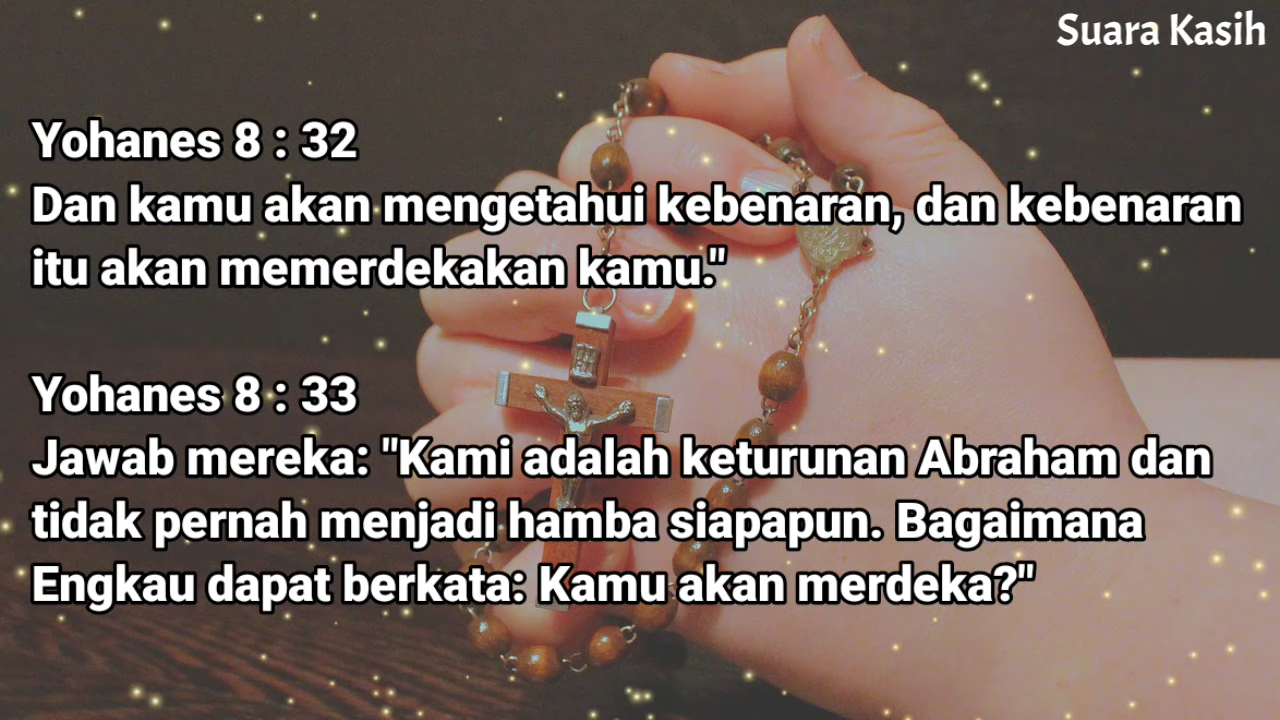 Suara Kasih
Yohanes 8 : 32
Dan kamu akan mengetahui kebenaran, dan kebenaran
itu akan memerdekakan kamu."
Yohanes 8 : 33
Jawab mereka: "Kami adalah keturunan Abraham dan
tidak pernah menjadi hamba siapapun. Bagaimana
Engkau dapat berkata: Kamu akan merdeka?"